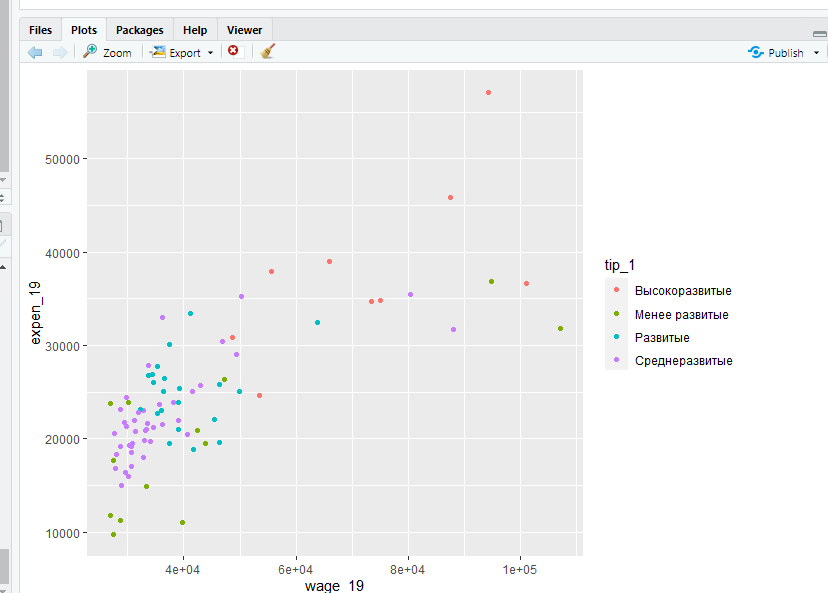 Files Plots Packages Help Viewer
Zoom Export Publish
50000
40000
30000
20000
10000
expen_19
4e+04 6e+04 8e+04 1e+05
wage_19
tip_1
Высокоразвитые
Менее развитые
Развитые
Среднеразвитые